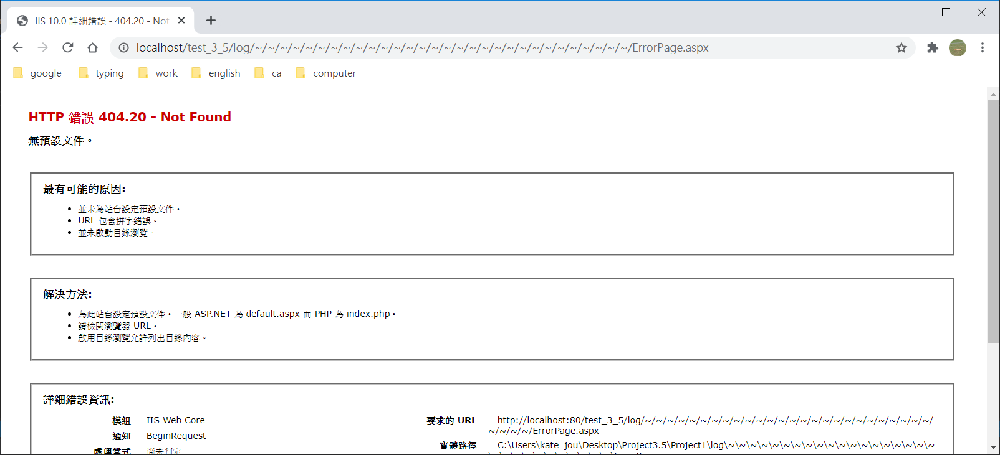 IIS 10.0 詳細錯誤 - 404.20 - Not
localhost/test_3_5/log/~/~/~/~/~/~/~/~/~/~/~/~/~/~/~/~/~/~/~/~/~/~/~/~/~/~/~/~/~/~/ErrorPage.aspx
google typing work english ca computer
HTTP 錯誤 404.20 - Not Found
無預設文件。
最有可能的原因:
• 並未為站台設定預設文件。
• URL 包含拼字錯誤。
• 並未啟動目錄瀏覽。
解決方法:
• 為此站台設定預設文件。一般 ASP.NET 為 default.aspx 而 PHP 為 index.php。
• 請檢閱瀏覽器 URL。
• 啟用目錄瀏覽允許列出目錄內容。
詳細錯誤資訊:
模組 IIS Web Core
通知 BeginRequest
處理常式 尚未判定
要求的 URL http://localhost:80/test_3_5/log/~/~/~/~/~/~/~/~/~/~/~/~/~/~/~/~/~/~/~/~/~/~/~/~/~/~/
~/~/~/~/ErrorPage.aspx
實體路徑 C:\Users\kate_jou\Desktop\Project3.5\Project1\log\~\~\~\~\~\~\~\~\~\~\~\~\~\~\~\~\~\~\~